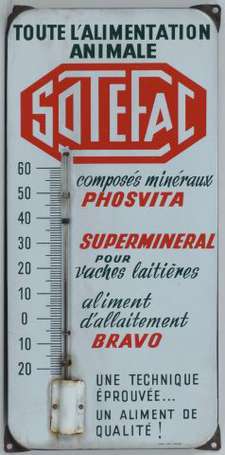 TOUTE L'ALIMENTATION
ANIMALE
SOTEFAC
composés minéraux
PHOSVITA
SUPERMINERAL
POUR
vaches laitières
aliment
d'allaitement
BRAVO
UNE TECHNIQUE
ÉPROUVÉE...
UN ALIMENT DE
QUALITÉ !
60
50
40
30
20
10
0
10
20